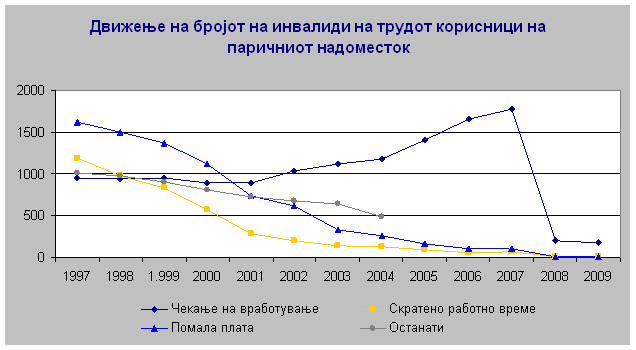 Движење на бројот на инвалиди на трудот корисници на
паричниот надоместок
2000
1500
1000
500
0
1997 1998 1.999 2000 2001 2002 2003 2004 2005 2006 2007 2008 2009
Чекање на вработување Скратено работно време
Помала плата Останати